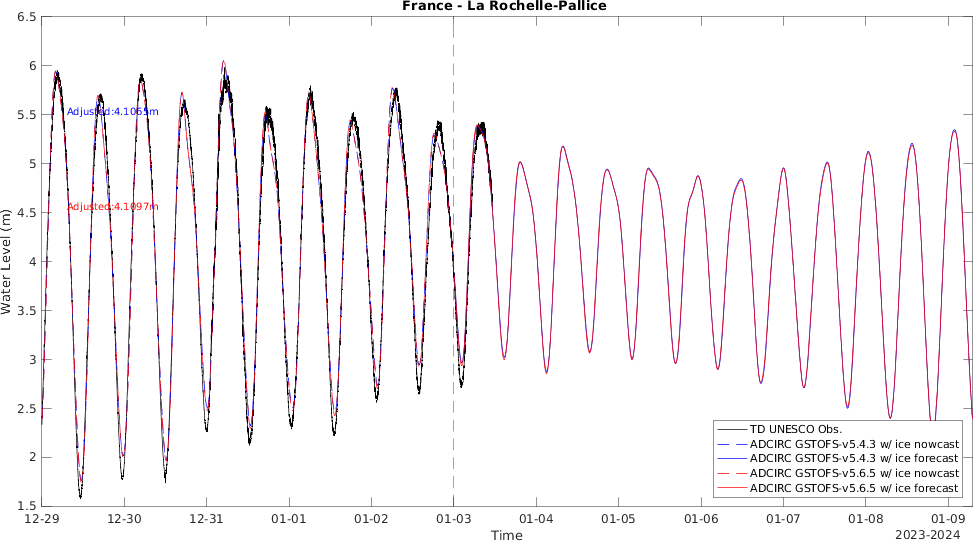 France - La Rochelle-Pallice
6.5
6
5.5
5
4.5
4
3.5
3
2.5
2
1.5
Water Level (m)
Adjusted:4.1065m
Adjusted:4.1097m
TD UNESCO Obs.
ADCIRC GSTOFS-v5.4.3 w/ ice nowcast
ADCIRC GSTOFS-v5.4.3 w/ ice forecast
ADCIRC GSTOFS-v5.6.5 w/ ice nowcast
ADCIRC GSTOFS-v5.6.5 w/ ice forecast
12-29 12-30 12-31 01-01 01-02 01-03 01-04 01-05 01-06 01-07 01-08 01-09
Time
2023-2024